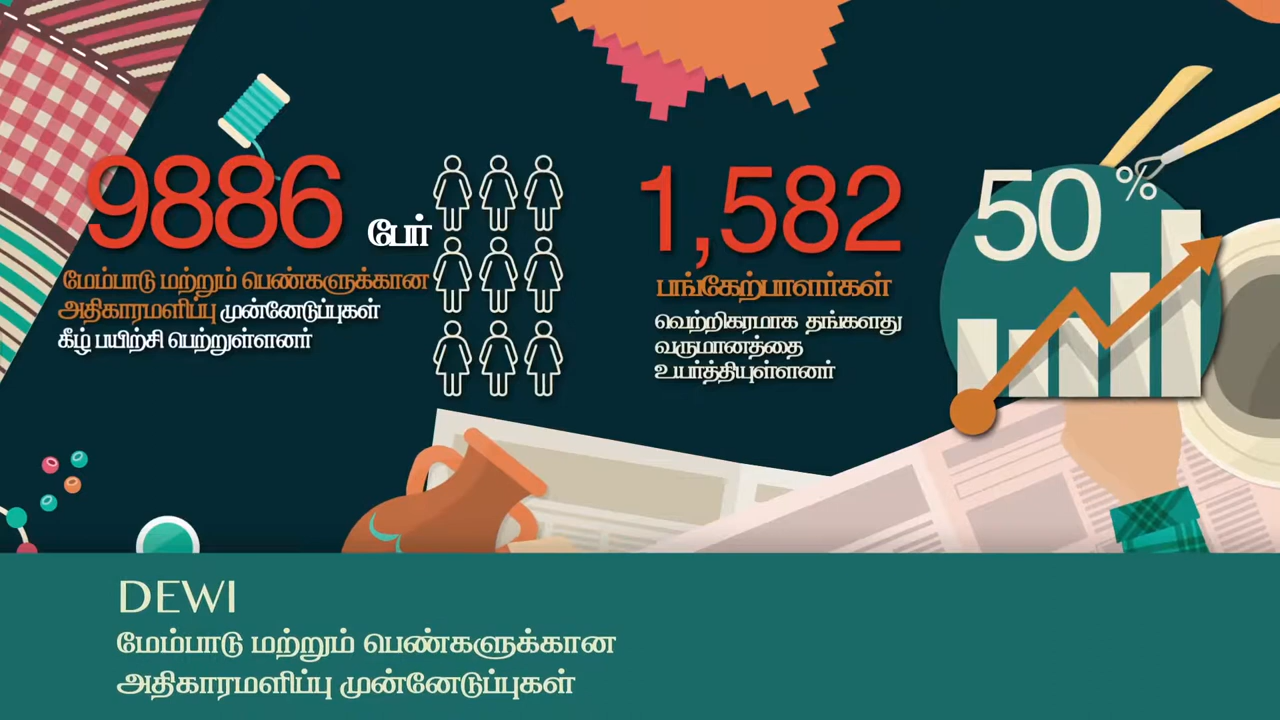 9886 பேர்
மேம்பாடு மற்றும் பெண்களுக்கான
அதிகாரமளிப்பு முன்னேடுப்புகள்
கீழ் பயிற்சி பெற்றுள்ளனர்
1,582
பங்கேற்பாளர்கள்
வெற்றிகரமாக தங்களது
வருமானத்தை
உயர்த்தியுள்ளனர்
50%
DEWI
மேம்பாடு மற்றும் பெண்களுக்கான
அதிகாரமளிப்பு முன்னேடுப்புகள்